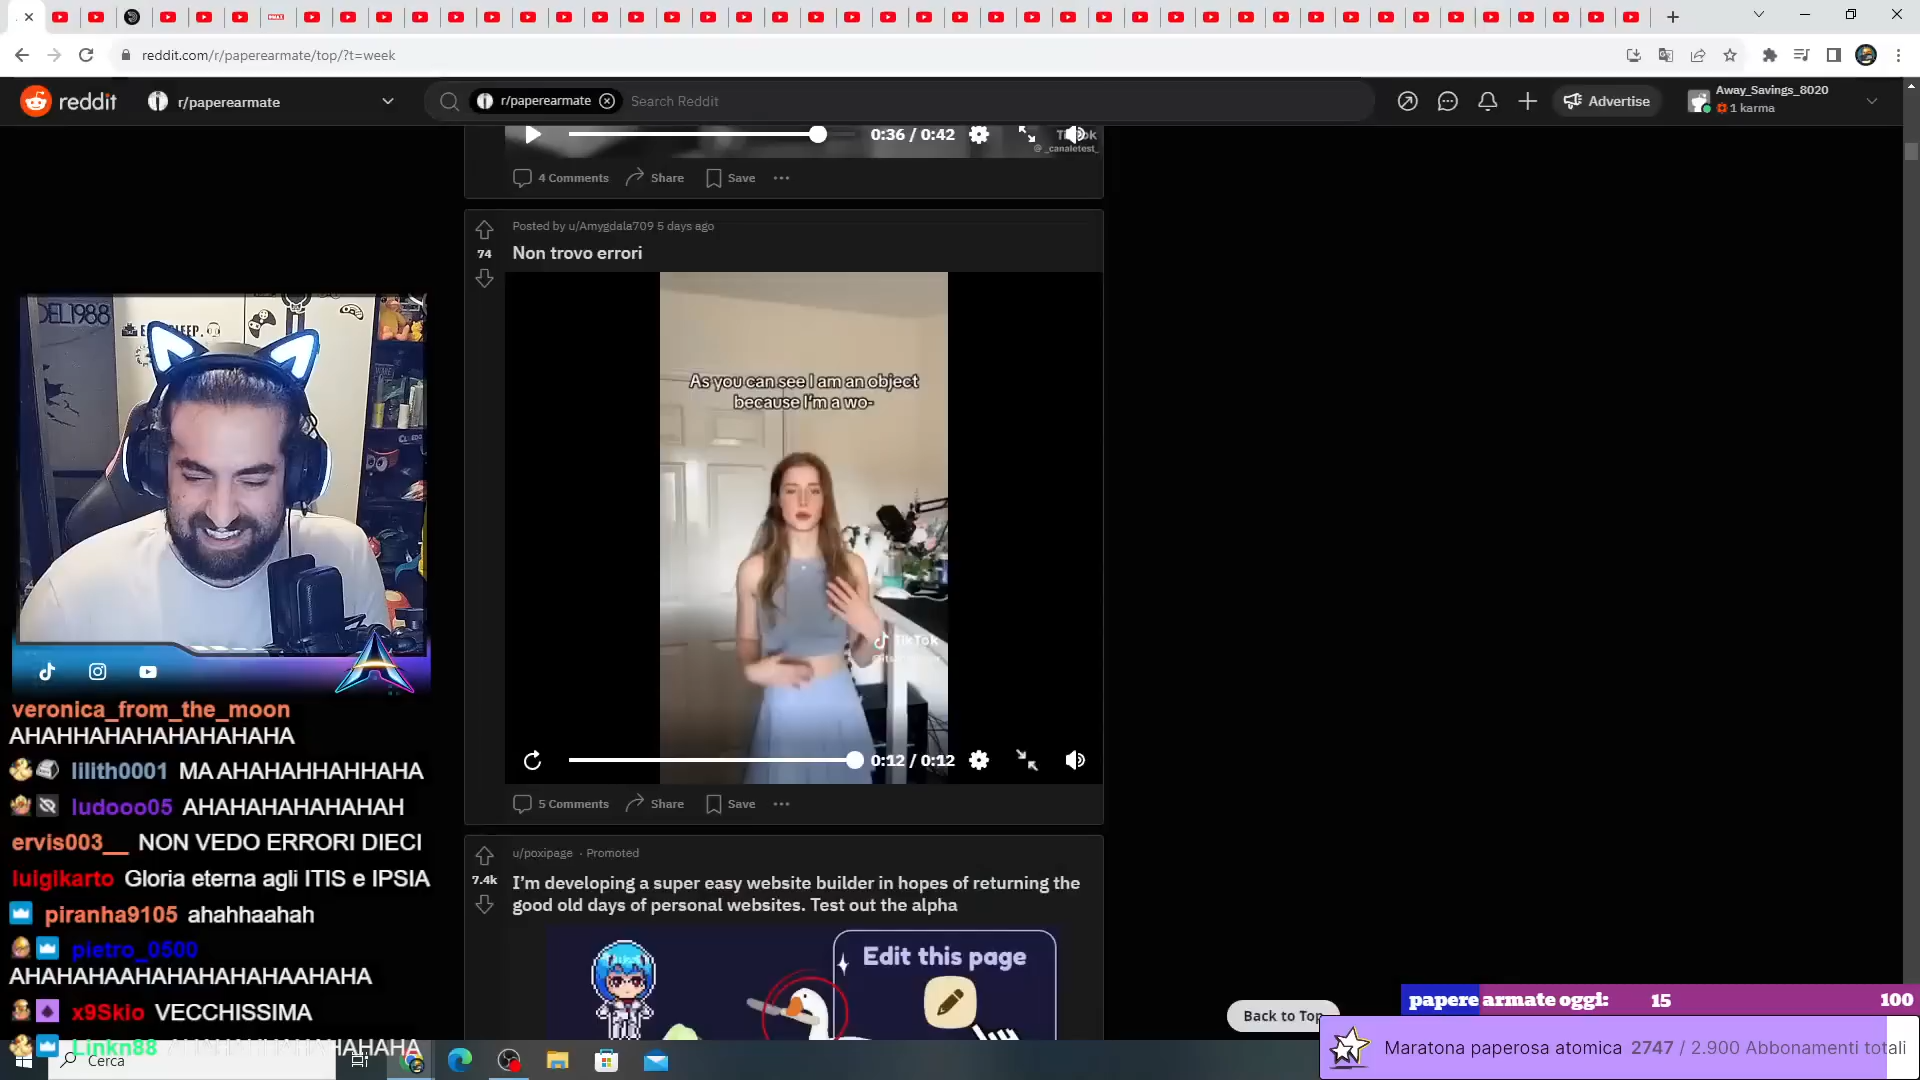 reddit.com/r/paperearmate/top/?t=week
reddit
r/paperearmate
r/paperearmate
Search Reddit
Advertise
Away_Savings_8020
1 karma
0:36 / 0:42
@_canaletest_
4 Comments
Share
Save
Posted by u/Amygdala709 5 days ago
74
Non trovo errori
DEL1988
As you can see I am an object
because I'm a wo-
TikTok
0:12 / 0:12
5 Comments
Share
Save
u/poxipage · Promoted
7.4k
I'm developing a super easy website builder in hopes of returning the
good old days of personal websites. Test out the alpha
Edit this page
Back to Top
veronica_from_the_moon
AHAHHAHAHAHAHAHAHA
lilith0001 MA AHAHAHHAHHAHA
ludooo05 AHAHAHAHAHAHAH
ervis003__ NON VEDO ERRORI DIECI
luigikarto Gloria eterna agli ITIS e IPSIA
piranha9105 ahahhaahah
pietro_0500
AHAHAHAAHAHAHAHAHAHAAHAHA
x9Skio VECCHISSIMA
Linkn88
Cerca
papere armate oggi: 15 100
Maratona paperosa atomica 2747 / 2.900 Abbonamenti totali